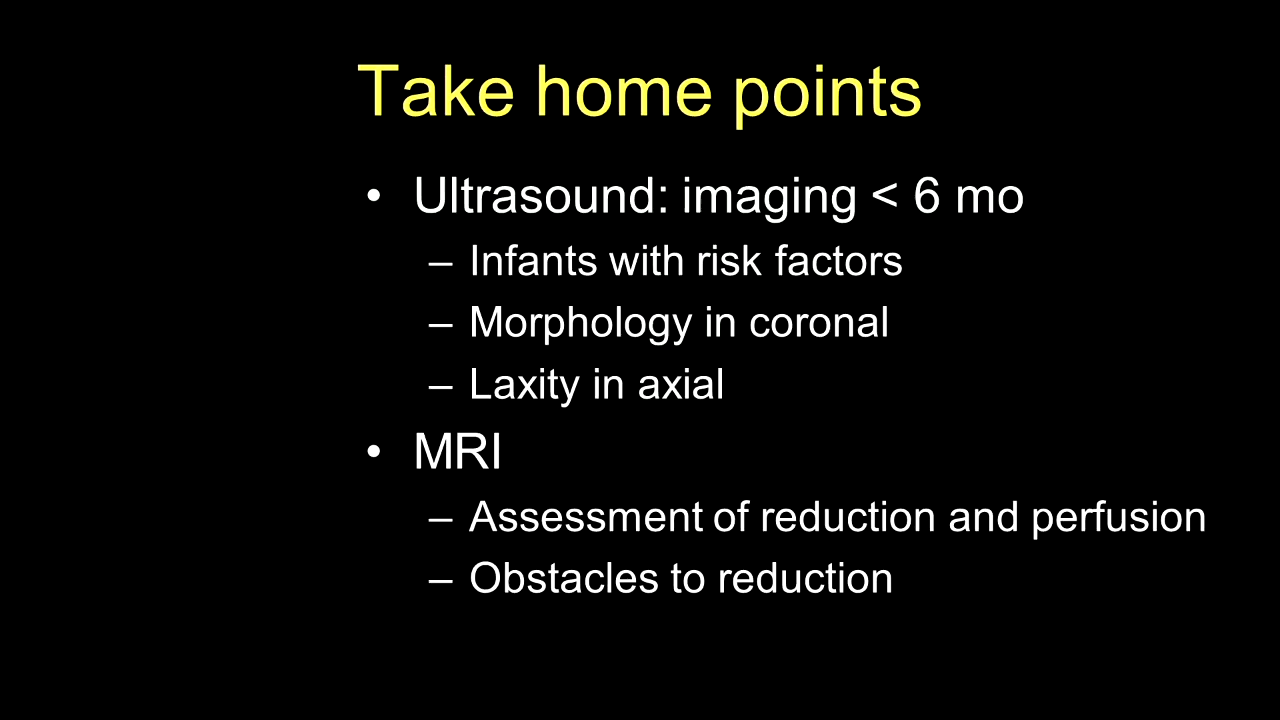 Take home points
• Ultrasound: imaging < 6 mo
– Infants with risk factors
– Morphology in coronal
– Laxity in axial
• MRI
– Assessment of reduction and perfusion
– Obstacles to reduction